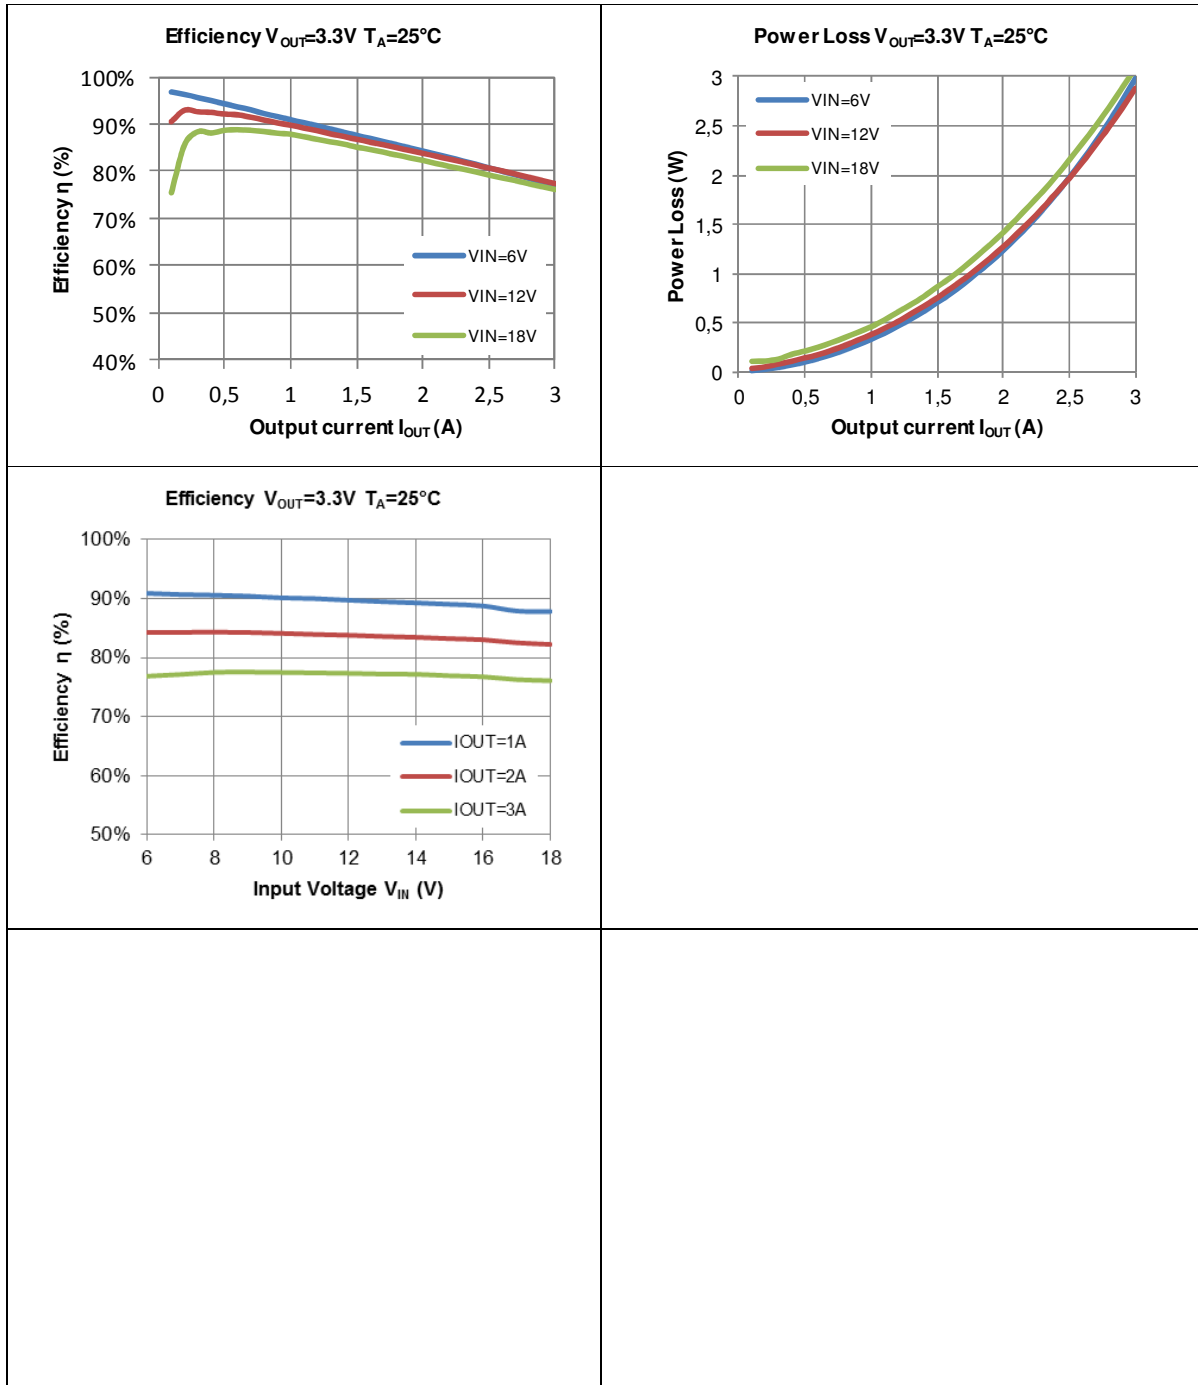 Efficiency VOUT=3.3V TA=25°C
100%
90%
80%
70%
60%
50%
40%
Efficiency η (%)
VIN=6V
VIN=12V
VIN=18V
0 0,5 1 1,5 2 2,5 3
Output current IOUT (A)
Power Loss VOUT=3.3V TA=25°C
3
2,5
2
1,5
1
0,5
0
Power Loss (W)
VIN=6V
VIN=12V
VIN=18V
0 0,5 1 1,5 2 2,5 3
Output current IOUT (A)
Efficiency VOUT=3.3V TA=25°C
100%
90%
80%
70%
60%
50%
Efficiency η (%)
IOUT=1A
IOUT=2A
IOUT=3A
6 8 10 12 14 16 18
Input Voltage VIN (V)